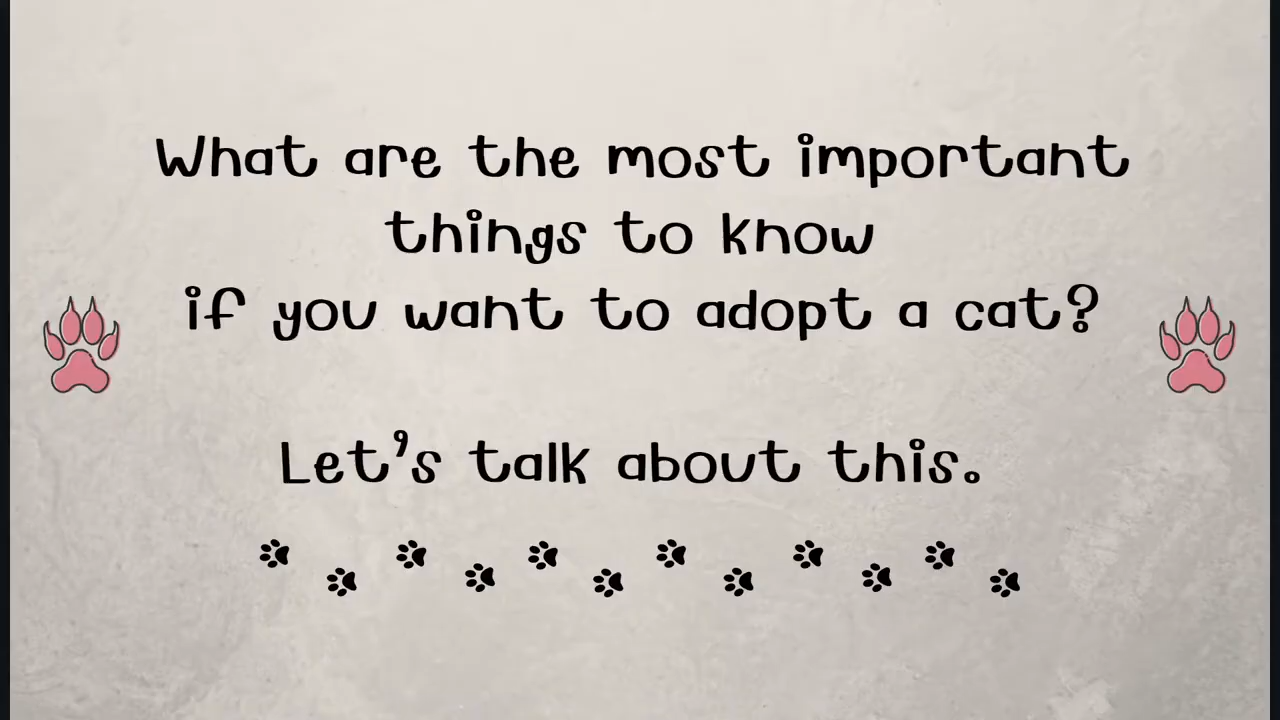 What are the most important
things to know
if you want to adopt a cat?
Let's talk about this.